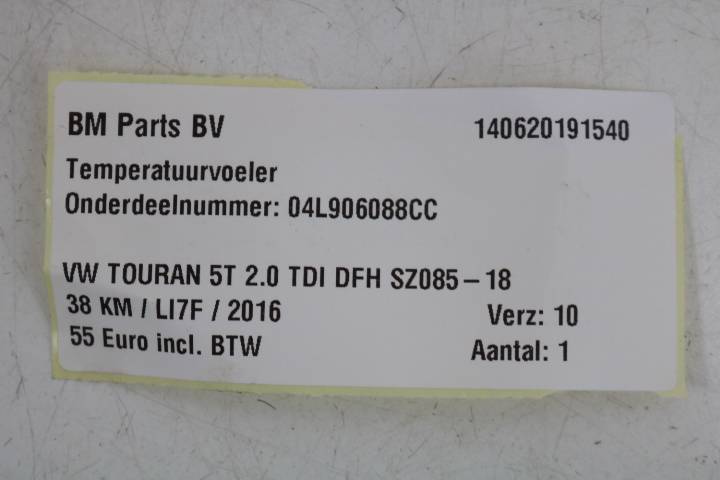 BM Parts BV 140620191540
Temperatuurvoeler
Onderdeelnummer: 04L906088CC
VW TOURAN 5T 2.0 TDI DFH SZ085-18
38 KM / LI7F / 2016 Verz: 10
55 Euro incl. BTW Aantal: 1